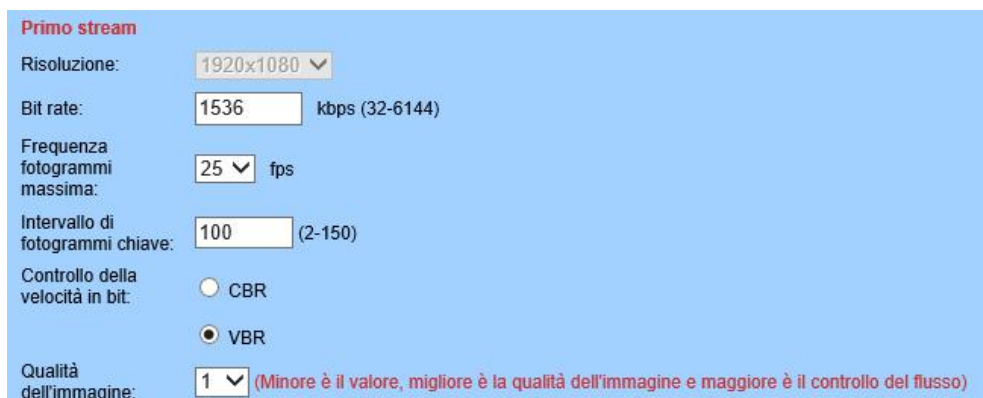 Primo stream
Risoluzione: 1920x1080
Bit rate: 1536 kbps (32-6144)
Frequenza
fotogrammi
massima: 25 fps
Intervallo di
fotogrammi chiave: 100 (2-150)
Controllo della
velocità in bit: CBR
VBR
Qualità
dell'immagine: 1 (Minore è il valore, migliore è la qualità dell'immagine e maggiore è il controllo del flusso)